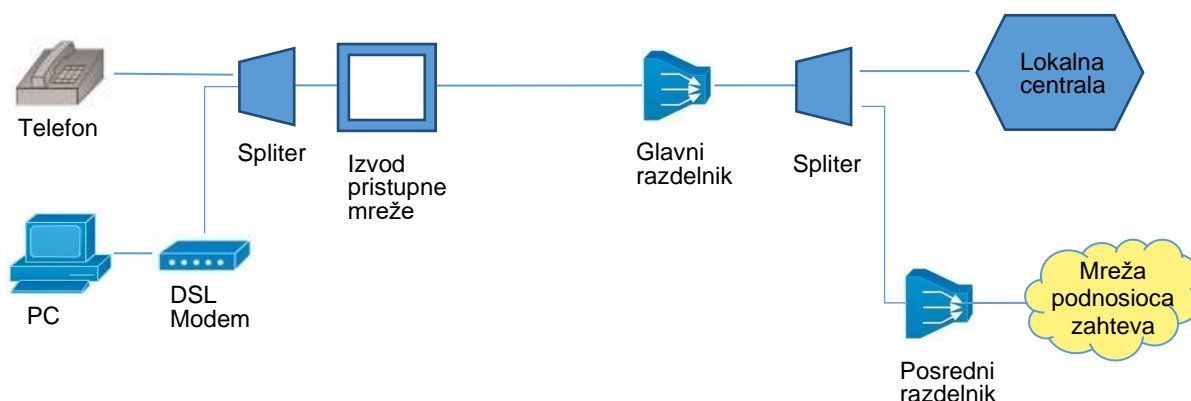 Telefon
Spliter
Izvod
pristupne
mreže
Glavni
razdelnik
Spliter
Lokalna
centrala
PC
DSL
Modem
Posredni
razdelnik
Mreža
podnosioca
zahteva